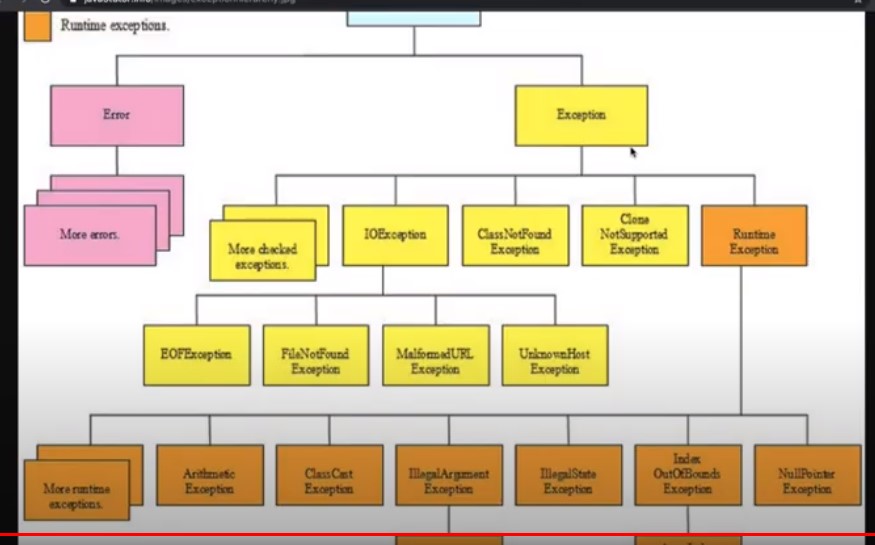 Runtime exceptions.
Error
Exception
More errors.
More checked
exceptions.
IOException
ClassNotFound
Exception
Clone
NotSupported
Exception
Runtime
Exception
EOFException
FileNotFound
Exception
MalformedURL
Exception
UnknownHost
Exception
More runtime
exceptions.
Arithmetic
Exception
ClassCast
Exception
IllegalArgument
Exception
IllegalState
Exception
Index
OutOfBounds
Exception
NullPointer
Exception